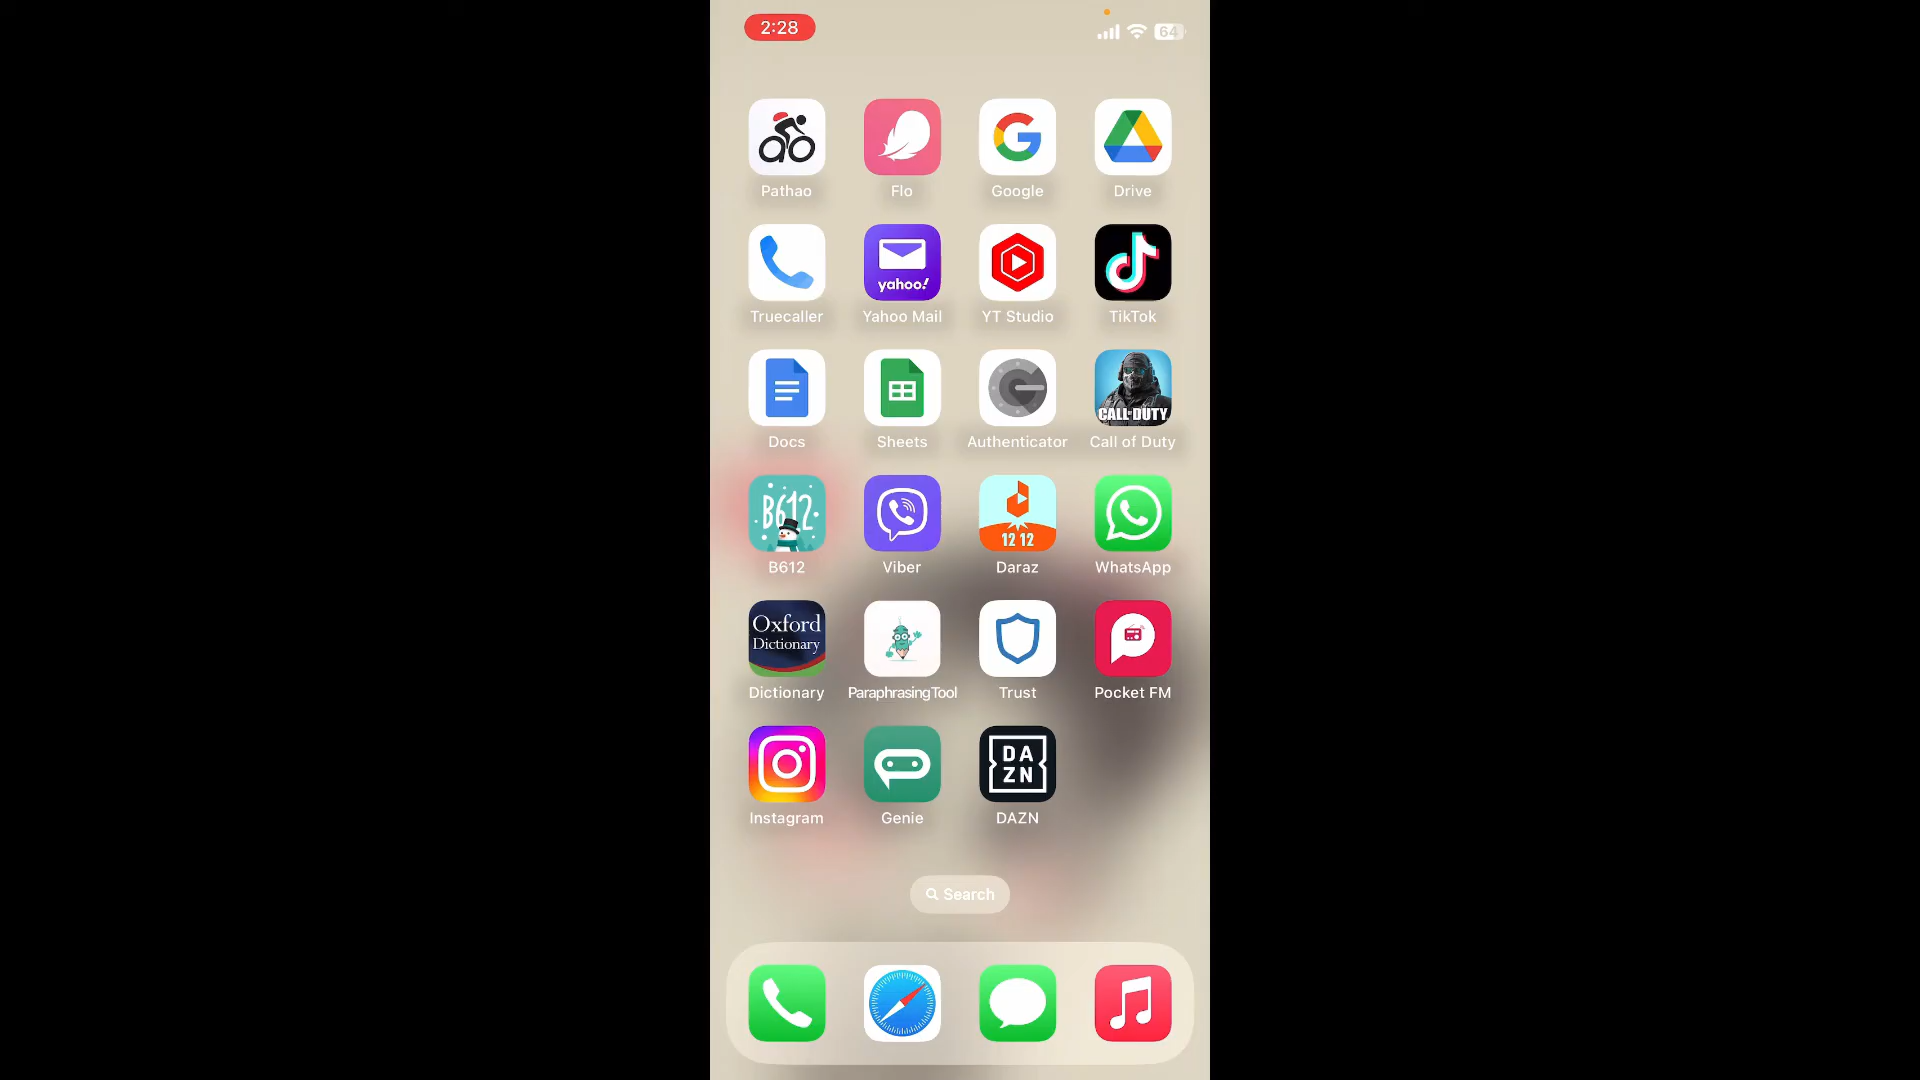 2:28
64
Pathao
Flo
Google
Drive
yahoo!
Truecaller
Yahoo Mail
YT Studio
TikTok
CALL OF DUTY
Docs
Sheets
Authenticator
Call of Duty
B612
12 12
B612
Viber
Daraz
WhatsApp
Oxford
Dictionary
Dictionary
ParaphrasingTool
Trust
Pocket FM
DA
ZN
Instagram
Genie
DAZN
Search